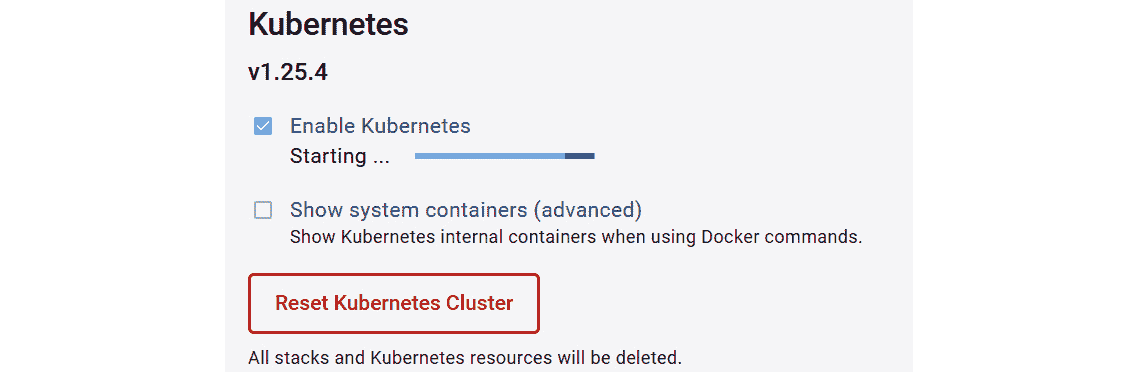 Kubernetes
v1.25.4
Enable Kubernetes
Starting ...
Show system containers (advanced)
Show Kubernetes internal containers when using Docker commands.
Reset Kubernetes Cluster
All stacks and Kubernetes resources will be deleted.